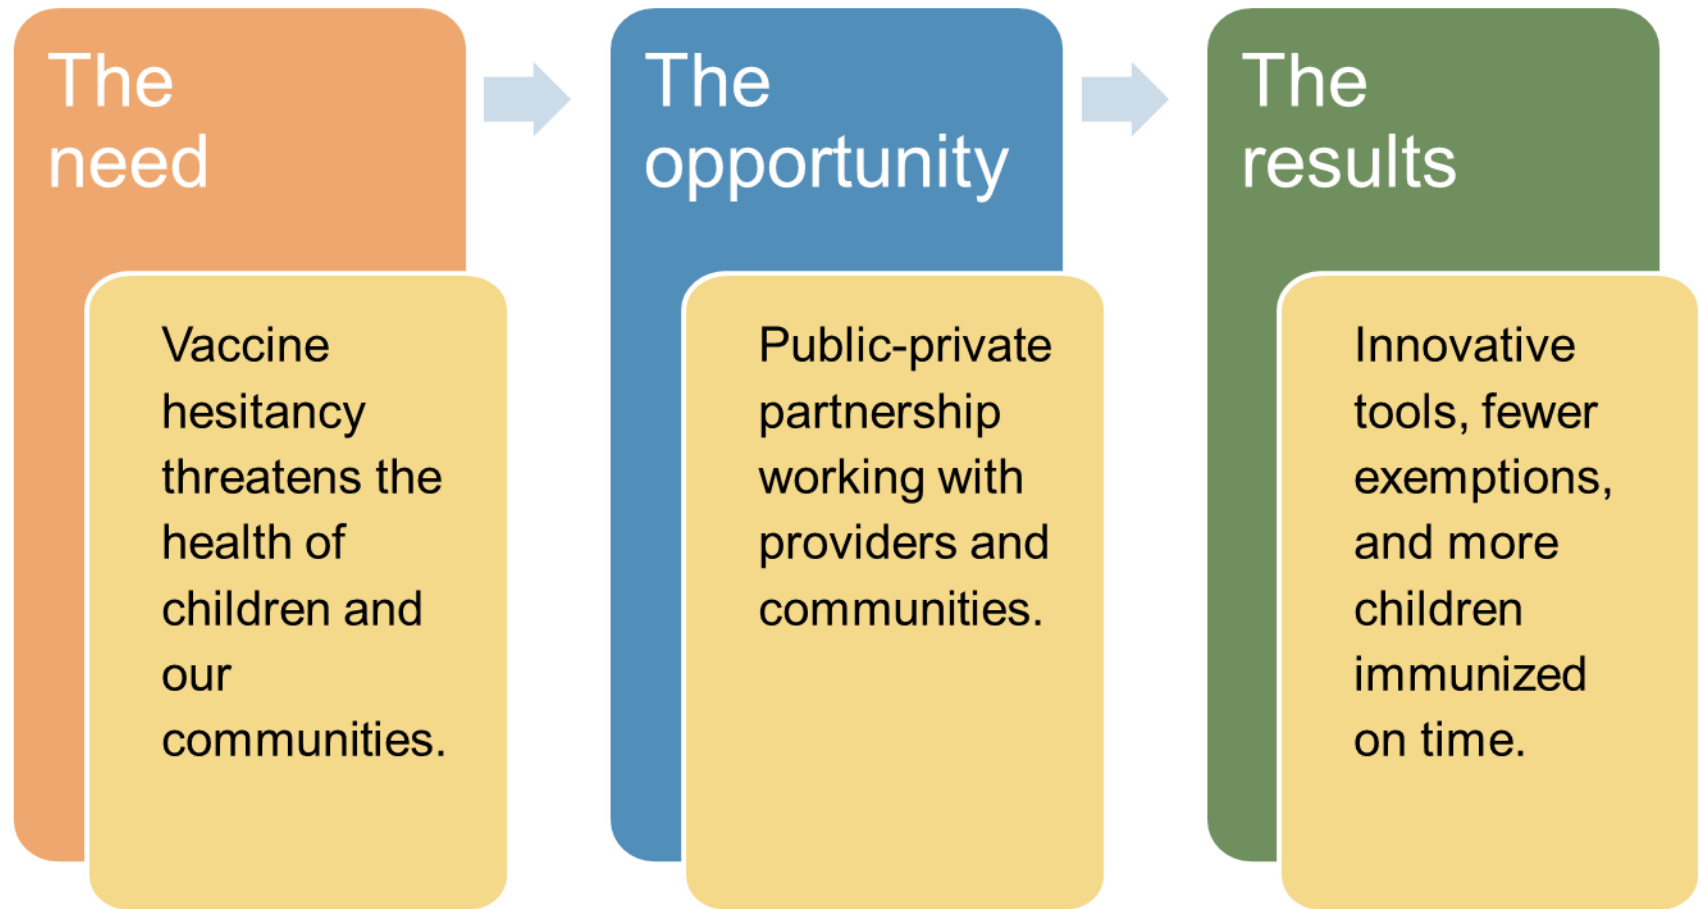 The
need
Vaccine
hesitancy
threatens the
health of
children and
our
communities.
The
opportunity
Public-private
partnership
working with
providers and
communities.
The
results
Innovative
tools, fewer
exemptions,
and more
children
immunized
on time.